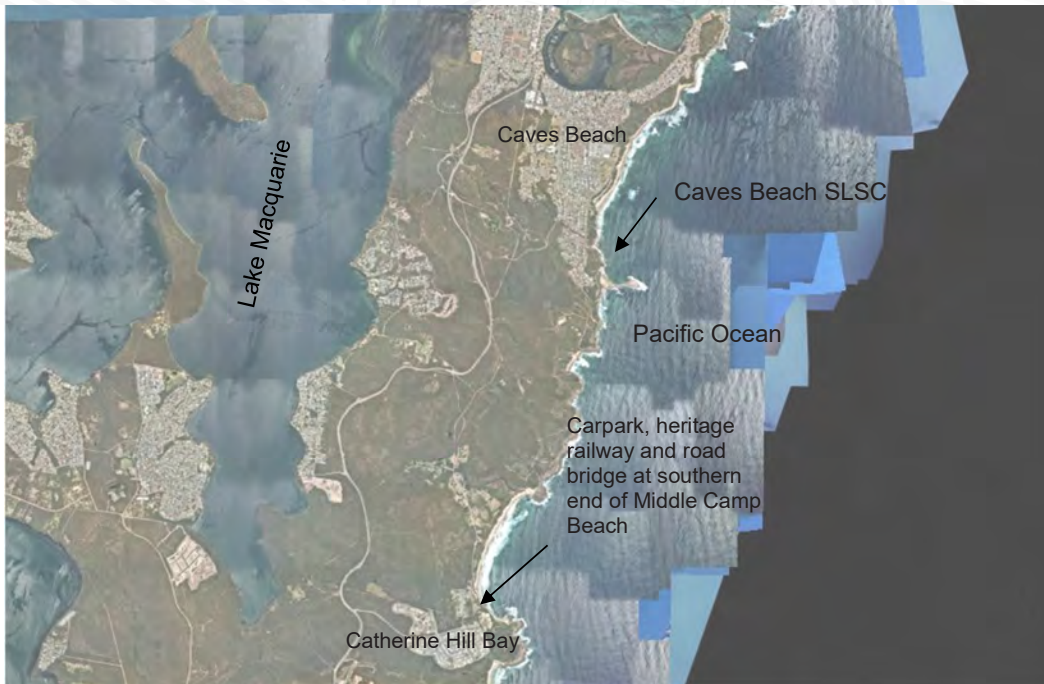 Caves Beach
Lake Macquarie
Caves Beach SLSC
Pacific Ocean
Carpark, heritage
railway and road
bridge at southern
end of Middle Camp
Beach
Catherine Hill Bay